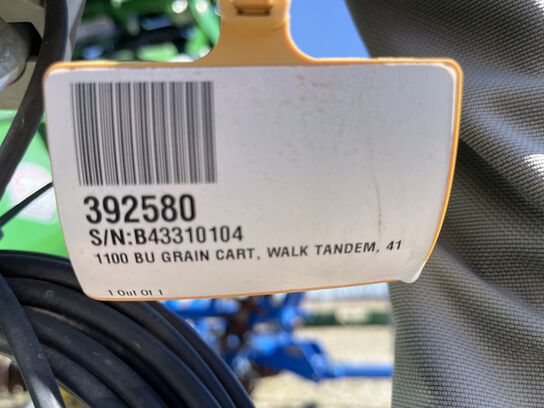 392580
S/N:B43310104
1100 BU GRAIN CART, WALK TANDEM, 41
1 Out Of 1